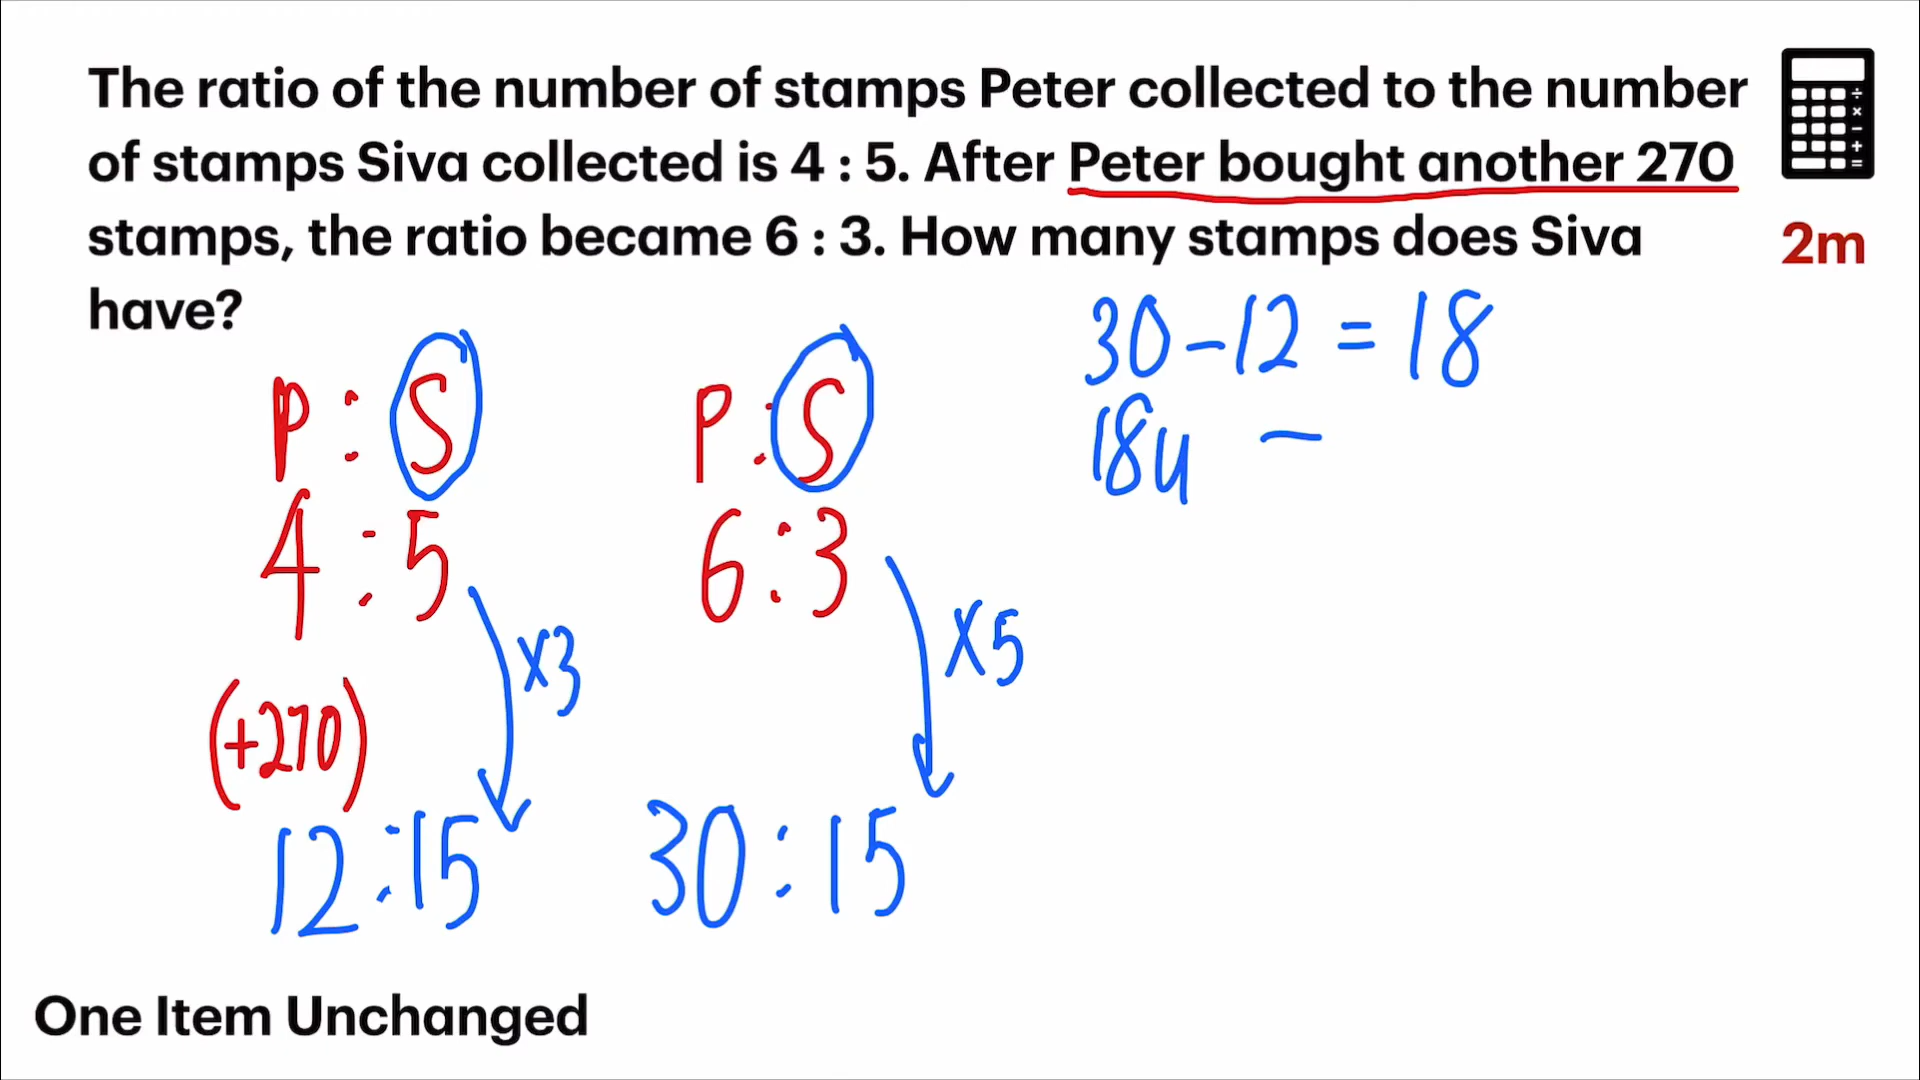 The ratio of the number of stamps Peter collected to the number
of stamps Siva collected is 4 : 5. After Peter bought another 270
stamps, the ratio became 6 : 3. How many stamps does Siva
have?
2m
30 - 12 = 18
18u =
P : S
4 : 5
(+270)
×3
12 : 15
P : S
6 : 3
×5
30 : 15
One Item Unchanged